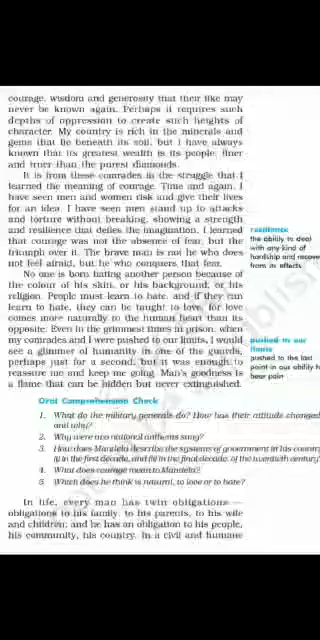 courage, wisdom and generosity that their like may
never be known again. Perhaps it requires such
depths of oppression to create such heights of
character. My country is rich in the minerals and
gems that lie beneath its soil, but I have always
known that its greatest wealth is its people, finer
and truer than the purest diamonds.
It is from these comrades in the struggle that I
learned the meaning of courage. Time and again, I
have seen men and women risk and give their lives
for an idea. I have seen men stand up to attacks
and torture without breaking, showing a strength
and resilience that defies the imagination. I learned
that courage was not the absence of fear, but the
triumph over it. The brave man is not he who does
not feel afraid, but he who conquers that fear.
No one is born hating another person because of
the colour of his skin, or his background, or his
religion. People must learn to hate, and if they can
learn to hate, they can be taught to love, for love
comes more naturally to the human heart than its
opposite. Even in the grimmest times in prison, when
my comrades and I were pushed to our limits, I would
see a glimmer of humanity in one of the guards,
perhaps just for a second, but it was enough to
reassure me and keep me going. Man's goodness is
a flame that can be hidden but never extinguished.
resilience
the ability to deal
with any kind of
hardship and recove
from its effects
pushed to our
limits
pushed to the last
point in our ability t
bear pain
Oral Comprehension Check
1. What do the military generals do? How has their attitude changed,
and why?
2. Why were two national anthems sung?
3. How does Mandela describe the systems of government in his country
(i) in the first decade, and (ii) in the final decade, of the twentieth century?
4. What does courage mean to Mandela?
5. Which does he think is natural, to love or to hate?
In life, every man has twin obligations —
obligations to his family, to his parents, to his wife
and children; and he has an obligation to his people,
his community, his country. In a civil and humane